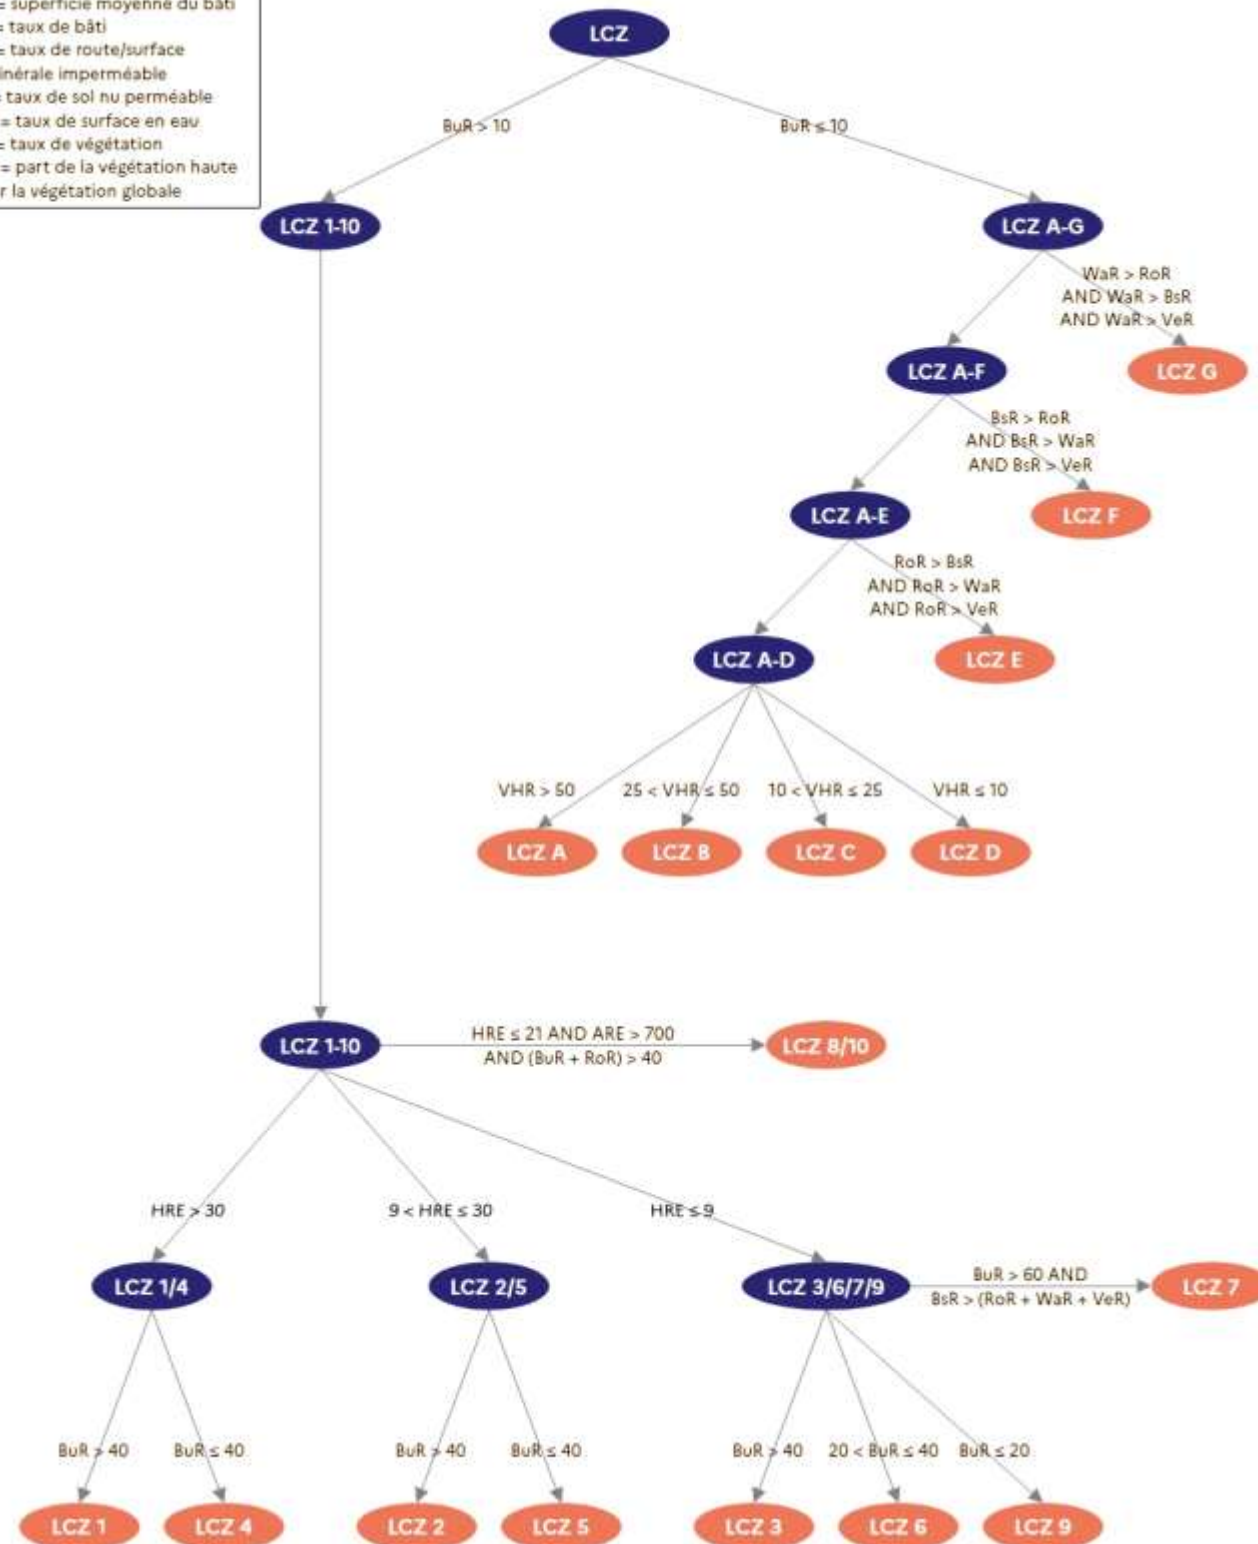 = superficie moyenne du bâti
= taux de bâti
= taux de route/surface
inérale imperméable
= taux de sol nu perméable
= taux de surface en eau
= taux de végétation
= part de la végétation haute
r la végétation globale
LCZ
BuR > 10
BuR ≤ 10
LCZ 1-10
LCZ A-G
WaR > RoR
AND WaR > BsR
AND WaR > VeR
LCZ A-F
LCZ G
BsR > RoR
AND BsR > WaR
AND BsR > VeR
LCZ A-E
LCZ F
RoR > BsR
AND RoR > WaR
AND RoR > VeR
LCZ A-D
LCZ E
VHR > 50
25 < VHR ≤ 50
10 < VHR ≤ 25
VHR ≤ 10
LCZ A
LCZ B
LCZ C
LCZ D
LCZ 1-10
HRE ≤ 21 AND ARE > 700
AND (BuR + RoR) > 40
LCZ 8/10
HRE > 30
9 < HRE ≤ 30
HRE ≤ 9
LCZ 1/4
LCZ 2/5
LCZ 3/6/7/9
BuR > 60 AND
BsR > (RoR + WaR + VeR)
LCZ 7
BuR > 40
BuR ≤ 40
BuR > 40
BuR ≤ 40
BuR > 40
20 < BuR ≤ 40
BuR ≤ 20
LCZ 1
LCZ 4
LCZ 2
LCZ 5
LCZ 3
LCZ 6
LCZ 9